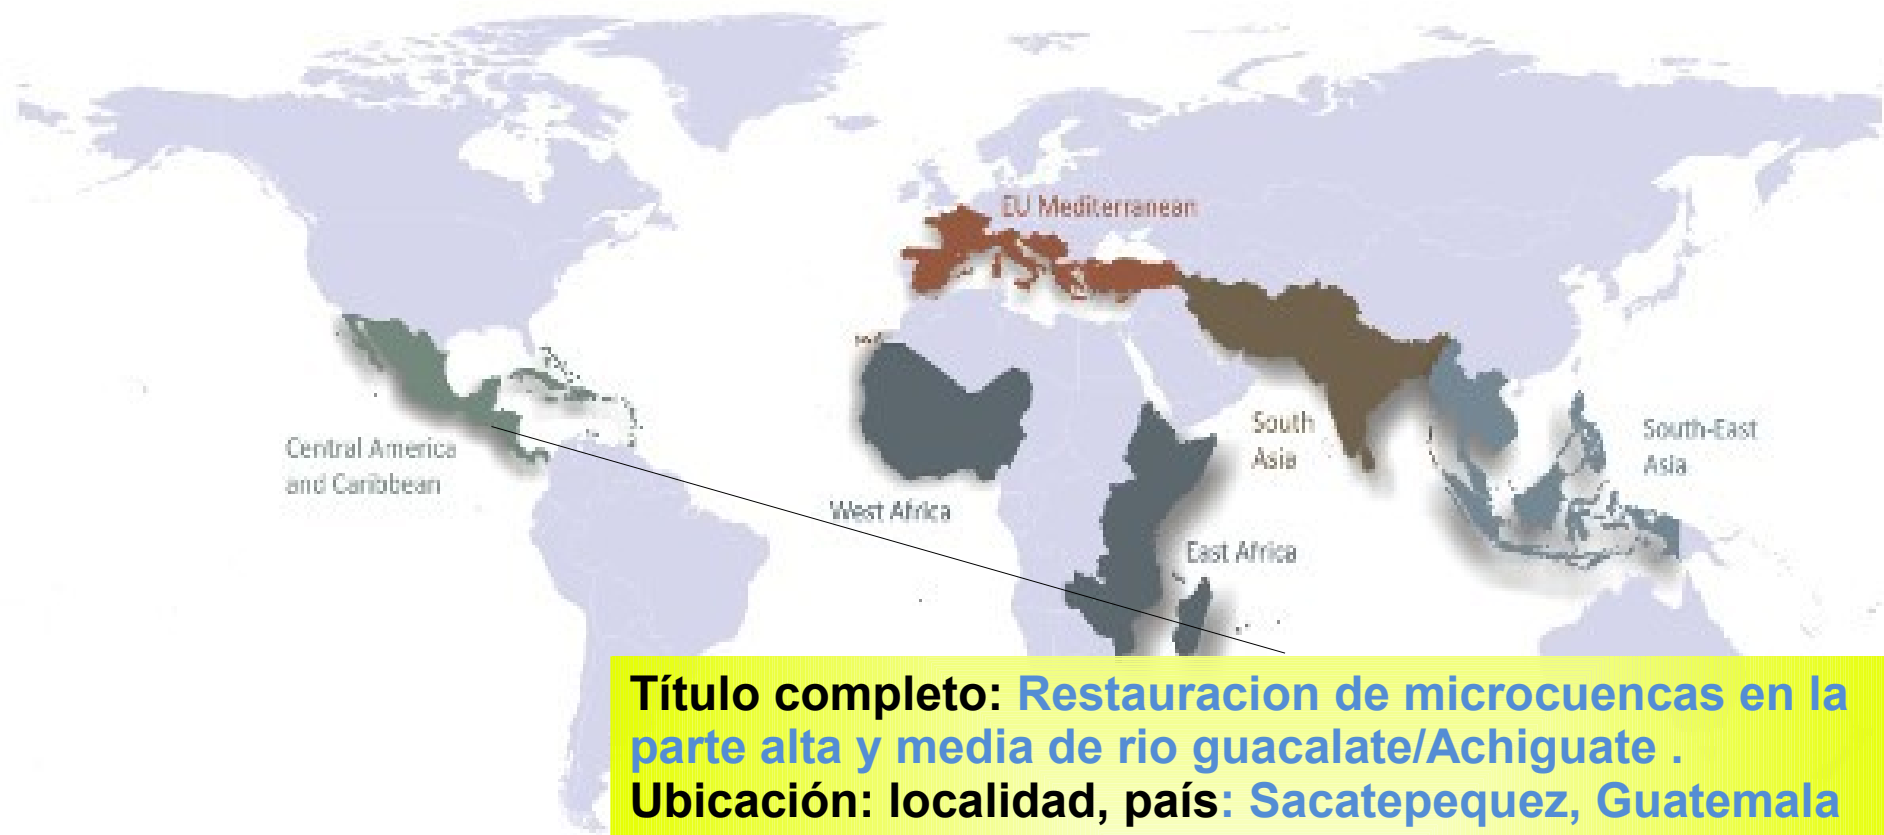 EU Mediterranean
Central America
and Caribbean
West Africa
East Africa
South
Asia
South-East
Asia
Título completo: Restauracion de microcuencas en la
parte alta y media de rio guacalate/Achiguate .
Ubicación: localidad, país: Sacatepequez, Guatemala